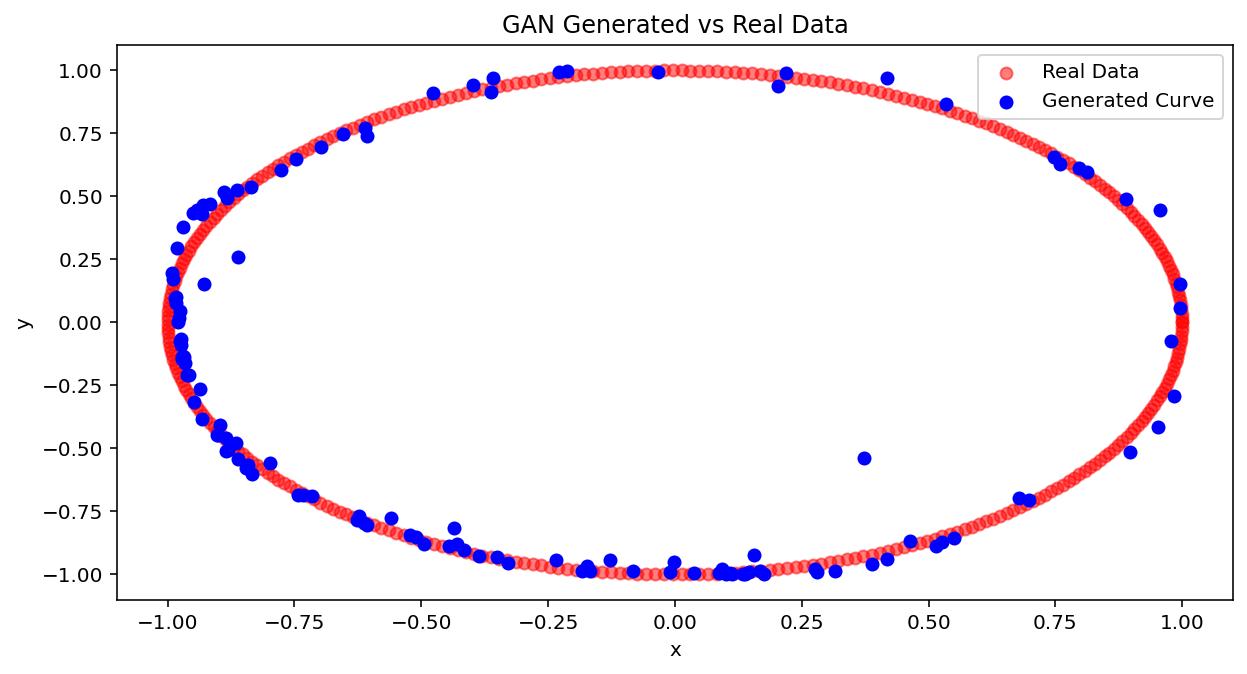 GAN Generated vs Real Data
Real Data
Generated Curve
1.00
0.75
0.50
0.25
0.00
−0.25
−0.50
−0.75
−1.00
y
−1.00 −0.75 −0.50 −0.25 0.00 0.25 0.50 0.75 1.00
x